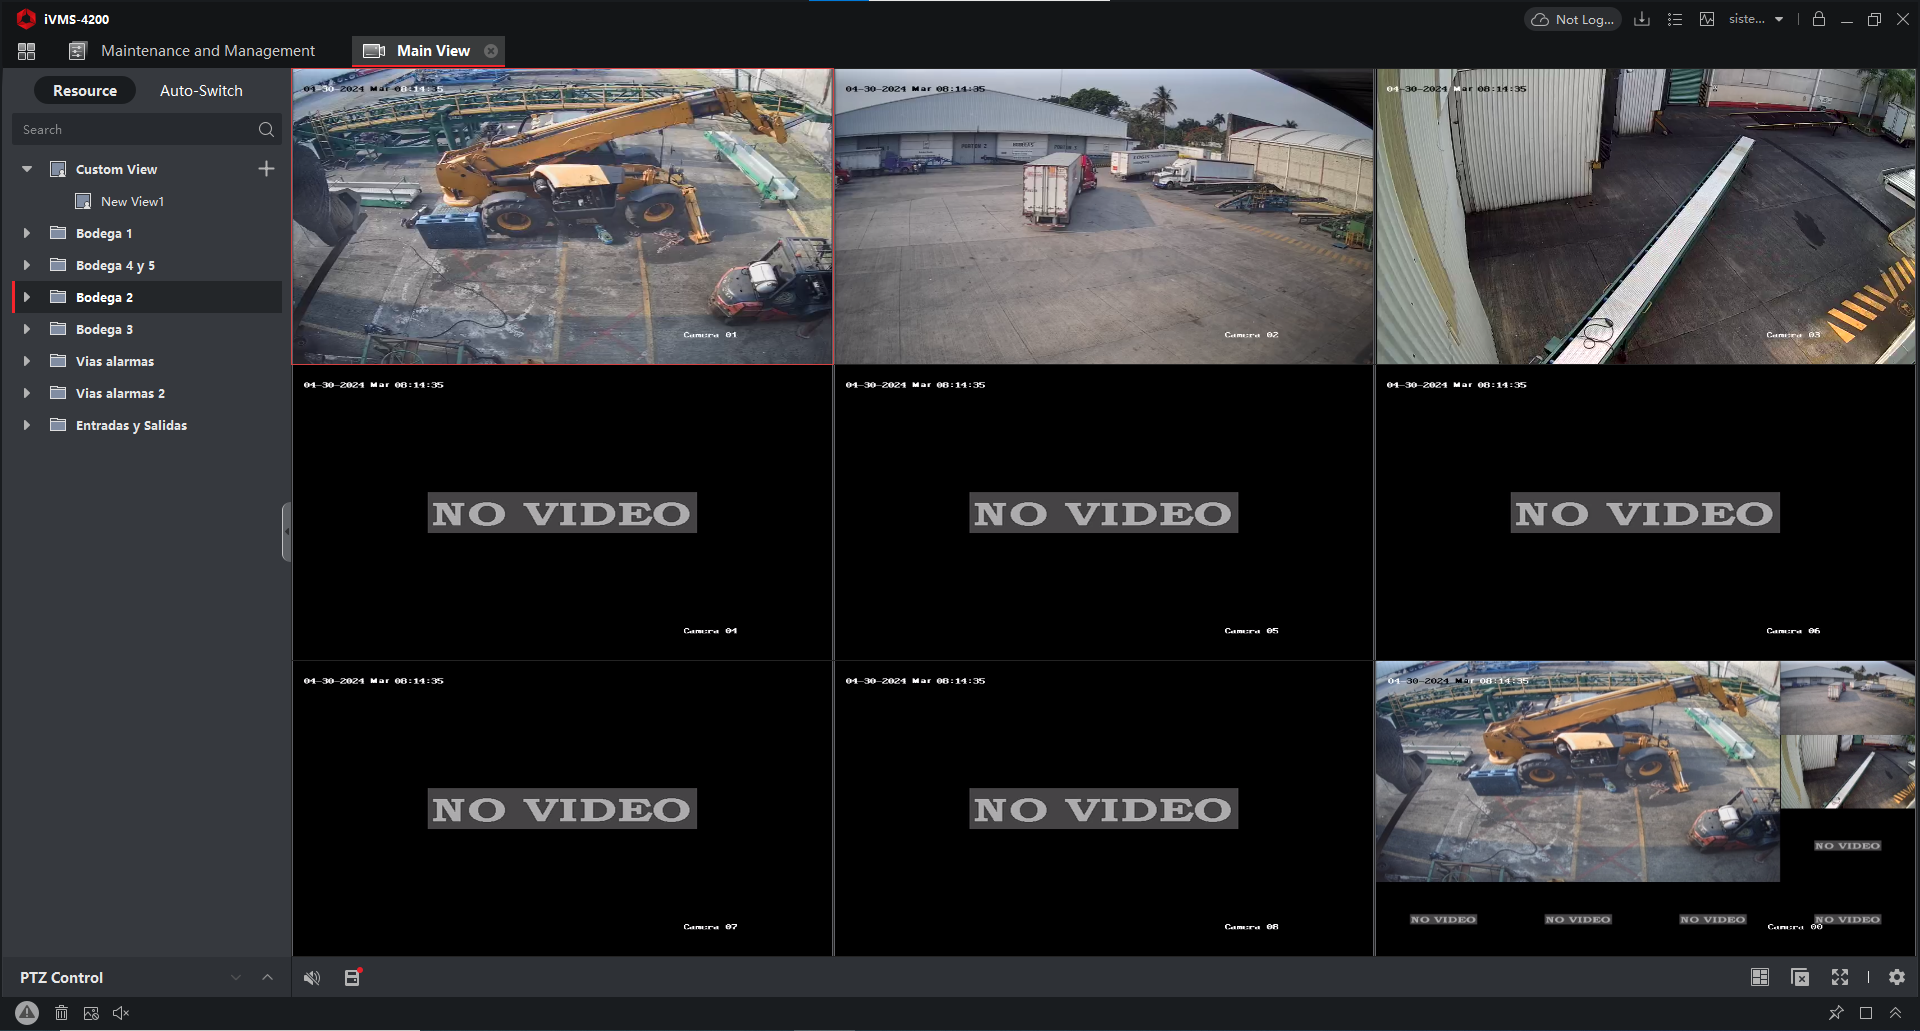 iVMS-4200
Not Log...
siste...
Maintenance and Management
Main View
Resource
Auto-Switch
Search
Custom View
New View1
Bodega 1
Bodega 4 y 5
Bodega 2
Bodega 3
Vias alarmas
Vias alarmas 2
Entradas y Salidas
PTZ Control
04-30-2024 Mar 08:14:35
Camera 01
04-30-2024 Mar 08:14:35
Camera 02
04-30-2024 Mar 08:14:35
Camera 03
04-30-2024 Mar 08:14:35
NO VIDEO
Camera 04
04-30-2024 Mar 08:14:35
NO VIDEO
Camera 05
04-30-2024 Mar 08:14:35
NO VIDEO
Camera 06
04-30-2024 Mar 08:14:35
NO VIDEO
Camera 07
04-30-2024 Mar 08:14:35
NO VIDEO
Camera 08
04-30-2024 Mar 08:14:35
NO VIDEO
NO VIDEO
NO VIDEO
NO VIDEO
NO VIDEO
Camera 00